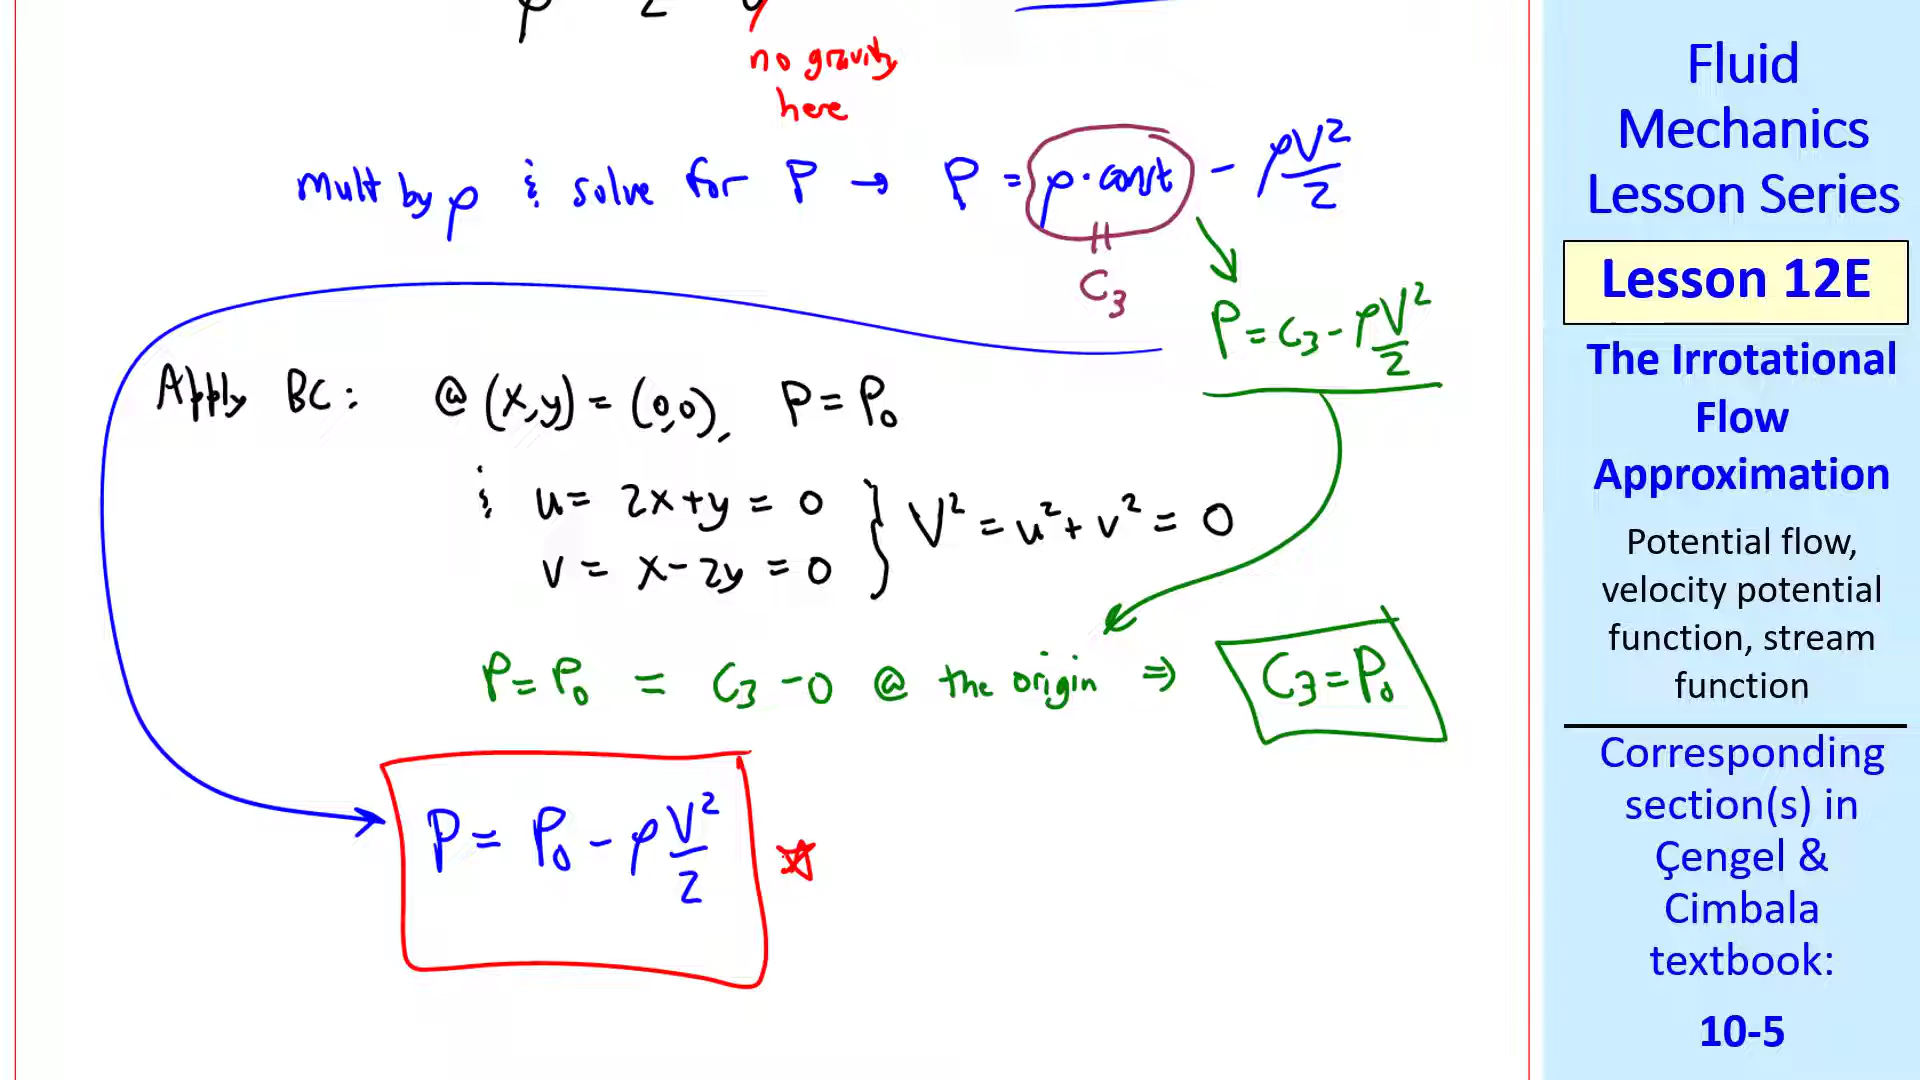 ρ 2
no gravity
here
mult by ρ & solve for P → P = ρ·const − ρV²/2
C₃
P = C₃ − ρV²/2
Apply BC: @ (x,y) = (0,0), P = P₀
& u = 2x+y = 0
v = x−2y = 0
} V² = u² + v² = 0
P = P₀ = C₃ − 0 @ the origin ⇒ C₃ = P₀
P = P₀ − ρ V²/2
Fluid
Mechanics
Lesson Series
Lesson 12E
The Irrotational
Flow
Approximation
Potential flow,
velocity potential
function, stream
function
Corresponding
section(s) in
Çengel &
Cimbala
textbook:
10-5